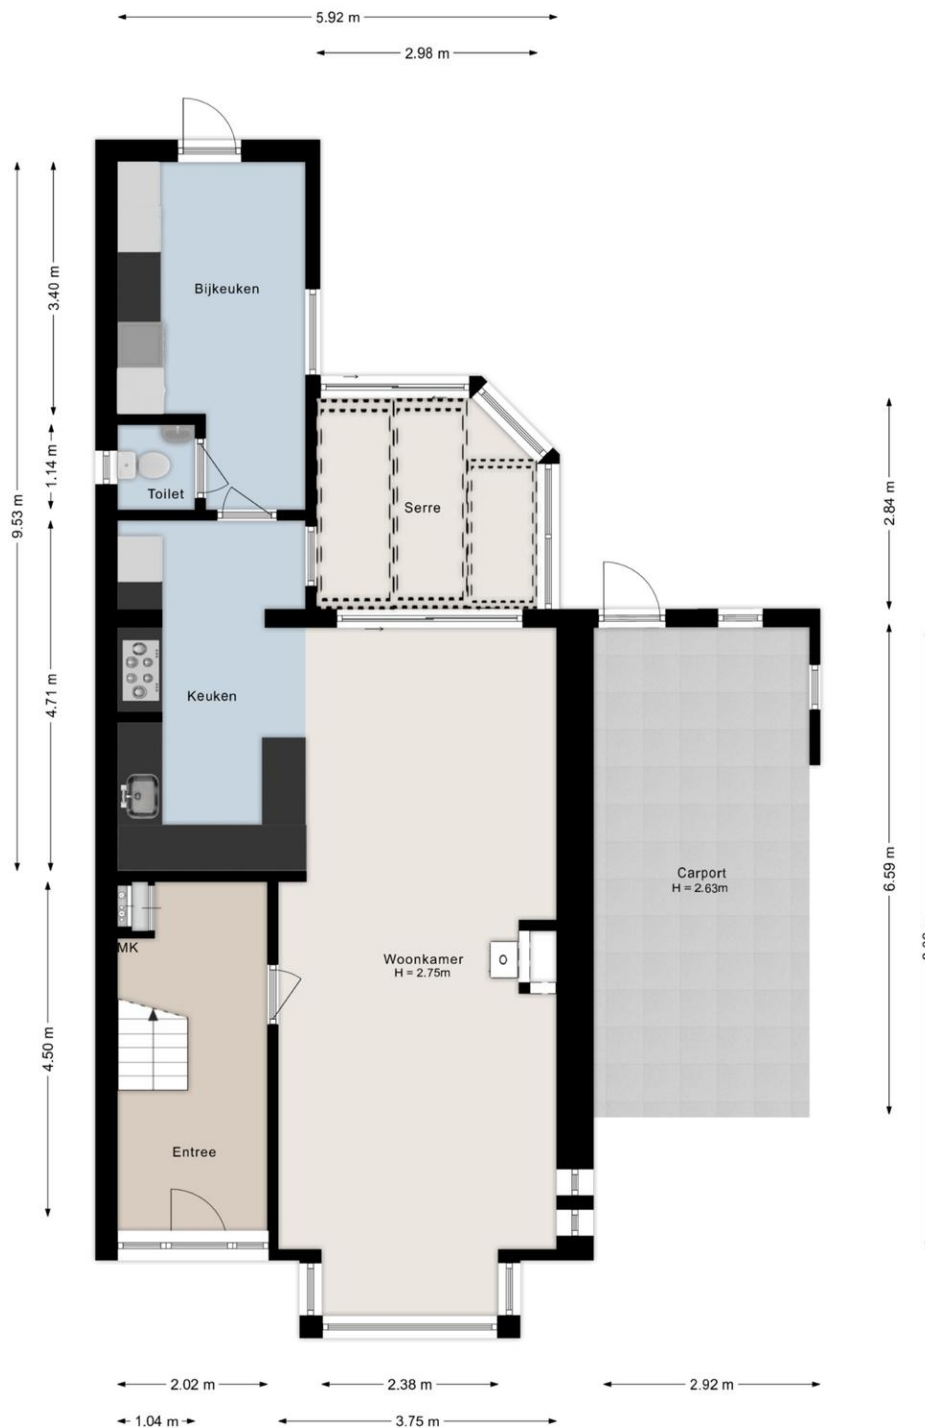 5.92 m
2.98 m
3.40 m
Bijkeuken
1.14 m
Toilet
9.53 m
Serre
2.84 m
4.71 m
Keuken
Carport
H = 2.63m
6.59 m
MK
Woonkamer
H = 2.75m
4.50 m
Entree
2.02 m
2.38 m
2.92 m
1.04 m
3.75 m